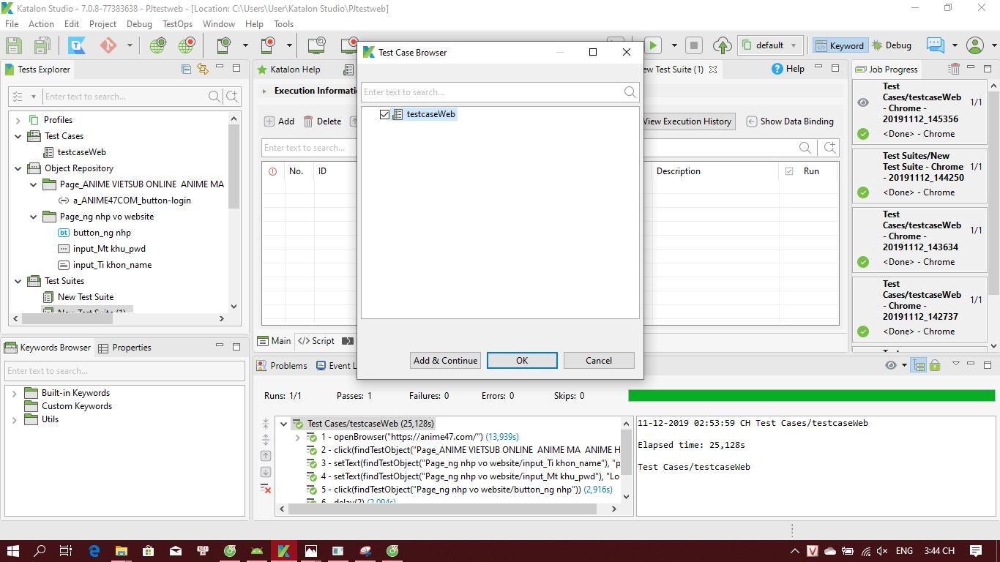 Katalon Studio - 7.0.8-77383638 - PJtestweb - [Location: C:\Users\User\Katalon Studio\PJtestweb]
File Action Edit Project Debug TestOps Window Help Tools
default
Keyword
Debug
Tests Explorer
Enter text to search...
Profiles
Test Cases
testcaseWeb
Object Repository
Page_ANIME VIETSUB ONLINE ANIME MA
a_ANIME47COM_button-login
Page_ng nhp vo website
bt button_ng nhp
input_Mt khu_pwd
input_Ti khon_name
Test Suites
New Test Suite
New Test Suite (1)
Keywords Browser
Properties
Enter text to search...
Built-in Keywords
Custom Keywords
Utils
Katalon Help
ew Test Suite (1)
Help
Execution Informati
Add
Delete
View Execution History
Show Data Binding
Enter text to search...
No.
ID
Description
Run
Main
Script
Test Case Browser
Enter text to search...
testcaseWeb
Add & Continue
OK
Cancel
Job Progress
Test
Cases/testcaseWeb
- Chrome -
20191112_145356
1/1
<Done> - Chrome
Test Suites/New
Test Suite - Chrome
- 20191112_144250
1/1
<Done> - Chrome
Test
Cases/testcaseWeb
- Chrome -
20191112_143634
1/1
<Done> - Chrome
Test
Cases/testcaseWeb
- Chrome -
20191112_142737
1/1
<Done> - Chrome
Problems
Event L
Runs: 1/1
Passes: 1
Failures: 0
Errors: 0
Skips: 0
Test Cases/testcaseWeb (25,128s)
1 - openBrowser("https://anime47.com/") (13,939s)
2 - click(findTestObject("Page_ANIME VIETSUB ONLINE ANIME MA ANIME H
3 - setText(findTestObject("Page_ng nhp vo website/input_Ti khon_name"), "p
4 - setText(findTestObject("Page_ng nhp vo website/input_Mt khu_pwd"), "Lo
5 - click(findTestObject("Page_ng nhp vo website/button_ng nhp")) (2,916s)
6 - delay(2) (2,094s)
11-12-2019 02:53:59 CH Test Cases/testcaseWeb
Elapsed time: 25,128s
Test Cases/testcaseWeb
ENG
3:44 CH